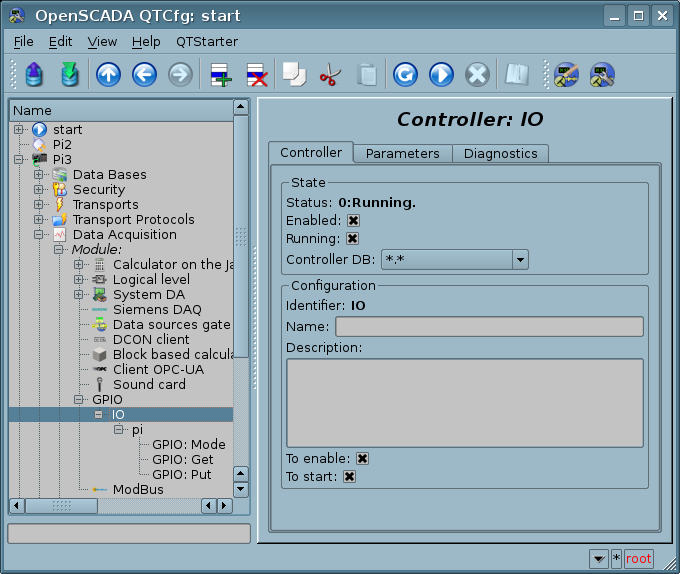 OpenSCADA QTCfg: start
File Edit View Help QTStarter
Name
start
Pi2
Pi3
Data Bases
Security
Transports
Transport Protocols
Data Acquisition
Module:
Calculator on the Ja
Logical level
System DA
Siemens DAQ
Data sources gate
DCON client
Block based calcula
Client OPC-UA
Sound card
GPIO
IO
pi
GPIO: Mode
GPIO: Get
GPIO: Put
ModBus
Controller: IO
Controller Parameters Diagnostics
State
Status: 0:Running.
Enabled:
Running:
Controller DB: *.*
Configuration
Identifier: IO
Name:
Description:
To enable:
To start:
* root